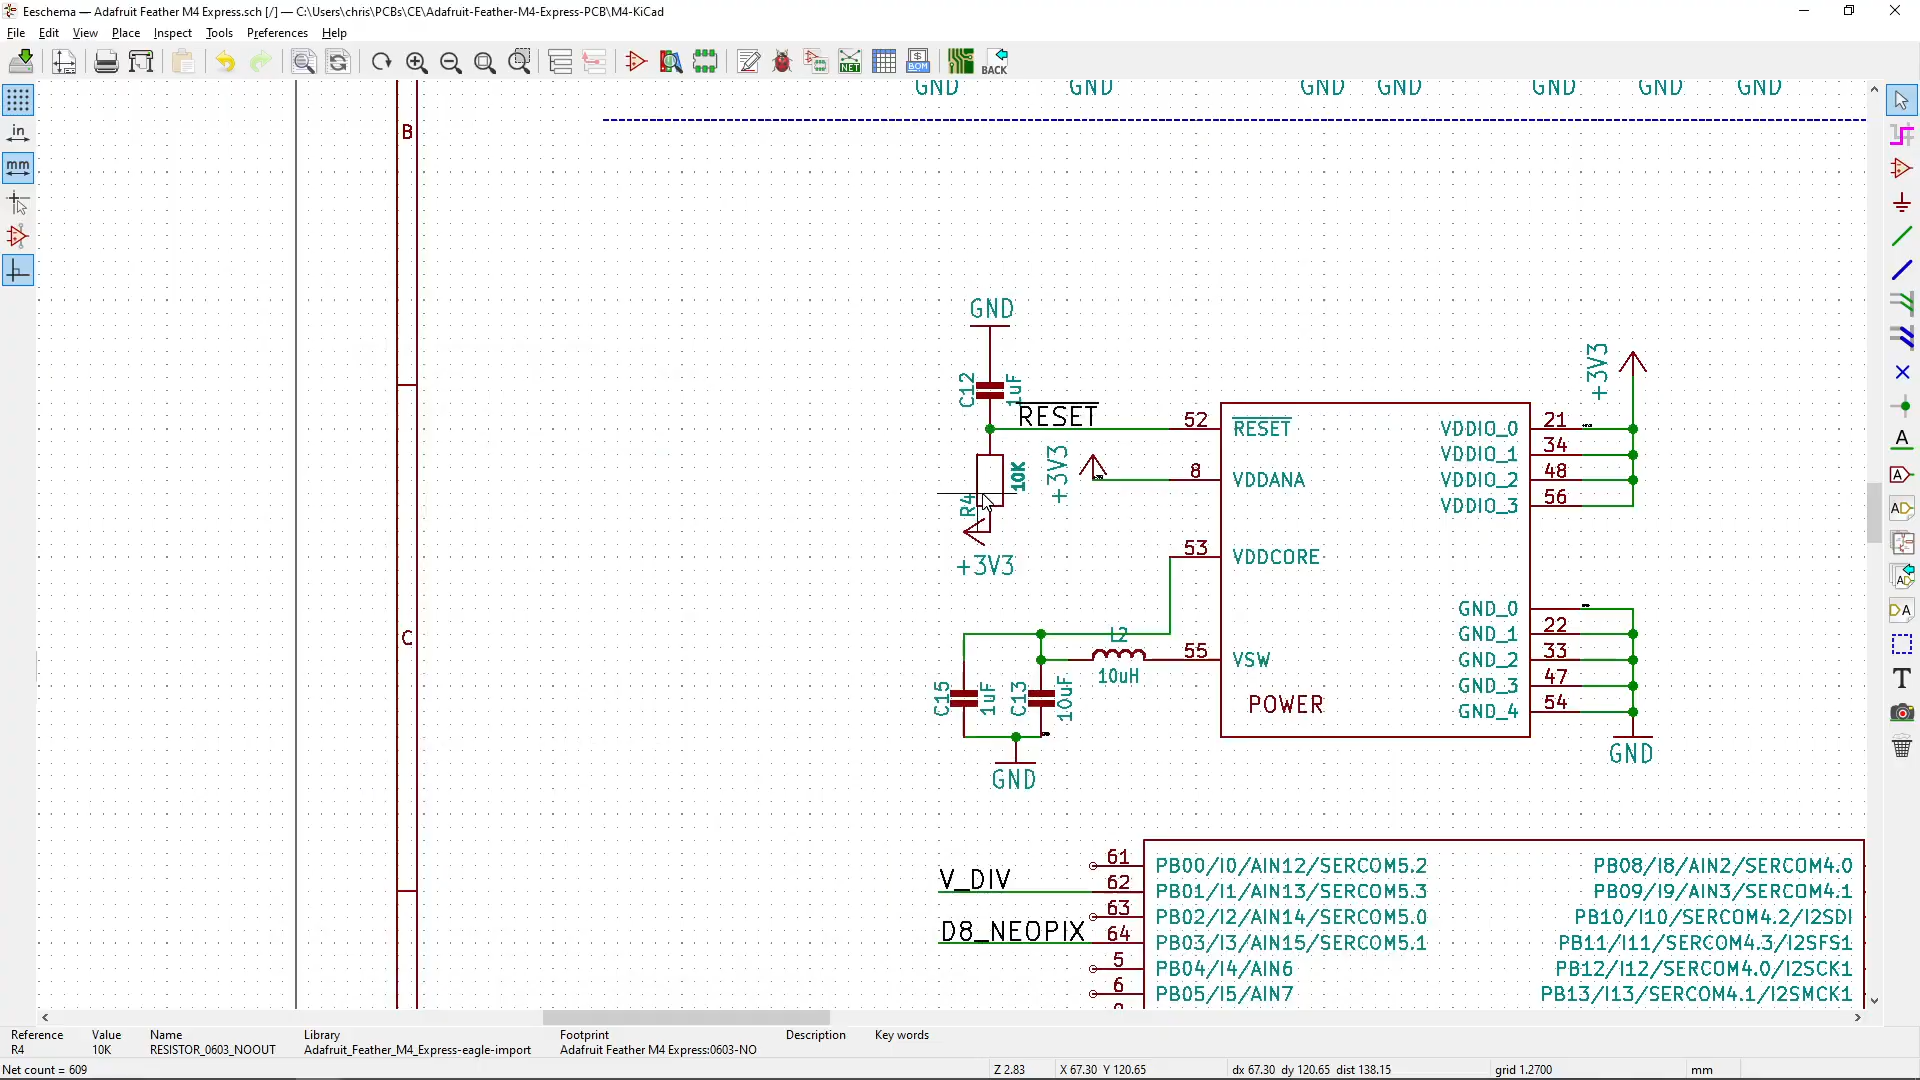 Eeschema — Adafruit Feather M4 Express.sch [/] — C:\Users\chris\PCBs\CE\Adafruit-Feather-M4-Express-PCB\M4-KiCad
File Edit View Place Inspect Tools Preferences Help
NET
BOM
BACK
in
mm
GND GND GND GND GND GND GND
B
C
GND
C12
1uF
RESET
R4
10K
+3V3
+3V3
+3V3
52 RESET
8 VDDANA
53 VDDCORE
55 VSW
POWER
VDDIO_0 21
VDDIO_1 34
VDDIO_2 48
VDDIO_3 56
GND_0
GND_1 22
GND_2 33
GND_3 47
GND_4 54
GND
L2
10uH
C15
1uF
C13
10uF
GND
V_DIV
D8_NEOPIX
61 PB00/I0/AIN12/SERCOM5.2 PB08/I8/AIN2/SERCOM4.0
62 PB01/I1/AIN13/SERCOM5.3 PB09/I9/AIN3/SERCOM4.1
63 PB02/I2/AIN14/SERCOM5.0 PB10/I10/SERCOM4.2/I2SDI
64 PB03/I3/AIN15/SERCOM5.1 PB11/I11/SERCOM4.3/I2SFS1
5 PB04/I4/AIN6 PB12/I12/SERCOM4.0/I2SCK1
6 PB05/I5/AIN7 PB13/I13/SERCOM4.1/I2SMCK1
Reference Value Name Library Footprint Description Key words
R4 10K RESISTOR_0603_NOOUT Adafruit_Feather_M4_Express-eagle-import Adafruit Feather M4 Express:0603-NO
Net count = 609 Z 2.83 X 67.30 Y 120.65 dx 67.30 dy 120.65 dist 138.15 grid 1.2700 mm